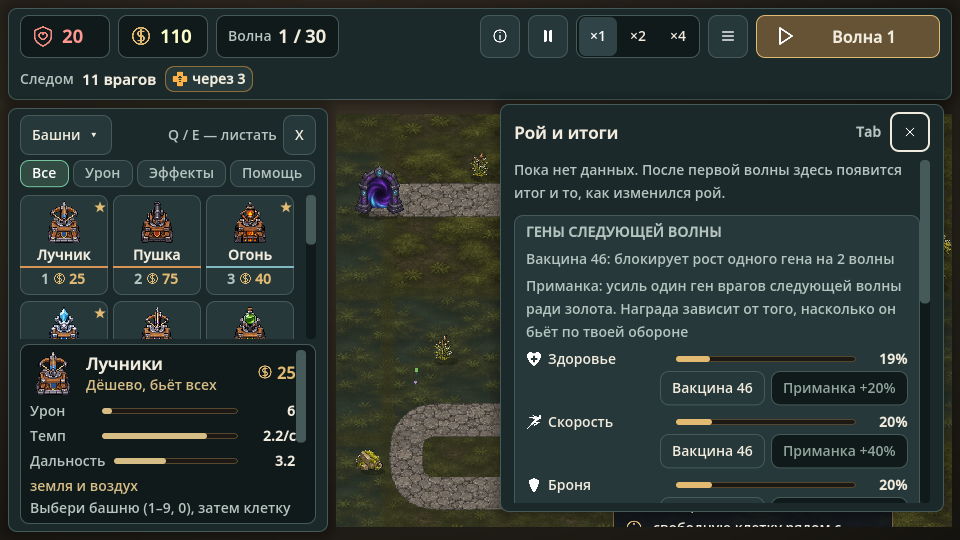 20
110
Волна 1 / 30
×1
×2
×4
Волна 1
Следом 11 врагов
через 3
Башни
Q / E — листать
X
Все
Урон
Эффекты
Помощь
Лучник
Пушка
Огонь
1 25
2 75
3 40
Лучники
Дёшево, бьёт всех
25
Урон 6
Темп 2.2/с
Дальность 3.2
земля и воздух
Выбери башню (1–9, 0), затем клетку
Рой и итоги
Tab
Пока нет данных. После первой волны здесь появится
итог и то, как изменился рой.
ГЕНЫ СЛЕДУЮЩЕЙ ВОЛНЫ
Вакцина 46: блокирует рост одного гена на 2 волны
Приманка: усиль один ген врагов следующей волны
ради золота. Награда зависит от того, насколько он
бьёт по твоей обороне
Здоровье 19%
Вакцина 46
Приманка +20%
Скорость 20%
Вакцина 46
Приманка +40%
Броня 20%
свободную клетку рядом с